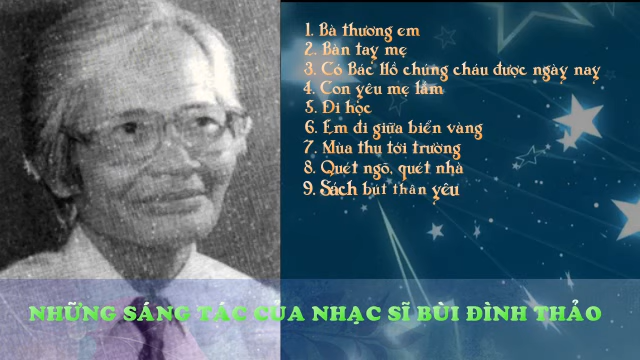 1. Bà thương em
2. Bàn tay mẹ
3. Có Bác Hồ chúng cháu được ngày nay
4. Con yêu mẹ lắm
5. Đi học
6. Em đi giữa biển vàng
7. Mùa thu tới trường
8. Quét ngõ, quét nhà
9. Sách bút thân yêu
NHỮNG SÁNG TÁC CỦA NHẠC SĨ BÙI ĐÌNH THẢO